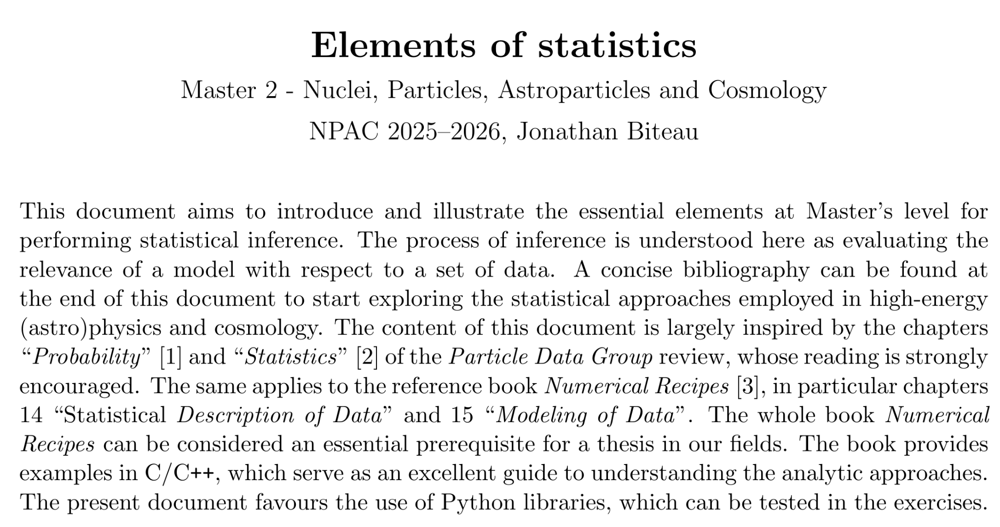 Elements of statistics
Master 2 - Nuclei, Particles, Astroparticles and Cosmology
NPAC 2025–2026, Jonathan Biteau
This document aims to introduce and illustrate the essential elements at Master’s level for
performing statistical inference. The process of inference is understood here as evaluating the
relevance of a model with respect to a set of data. A concise bibliography can be found at
the end of this document to start exploring the statistical approaches employed in high-energy
(astro)physics and cosmology. The content of this document is largely inspired by the chapters
“Probability” [1] and “Statistics” [2] of the Particle Data Group review, whose reading is strongly
encouraged. The same applies to the reference book Numerical Recipes [3], in particular chapters
14 “Statistical Description of Data” and 15 “Modeling of Data”. The whole book Numerical
Recipes can be considered an essential prerequisite for a thesis in our fields. The book provides
examples in C/C++, which serve as an excellent guide to understanding the analytic approaches.
The present document favours the use of Python libraries, which can be tested in the exercises.